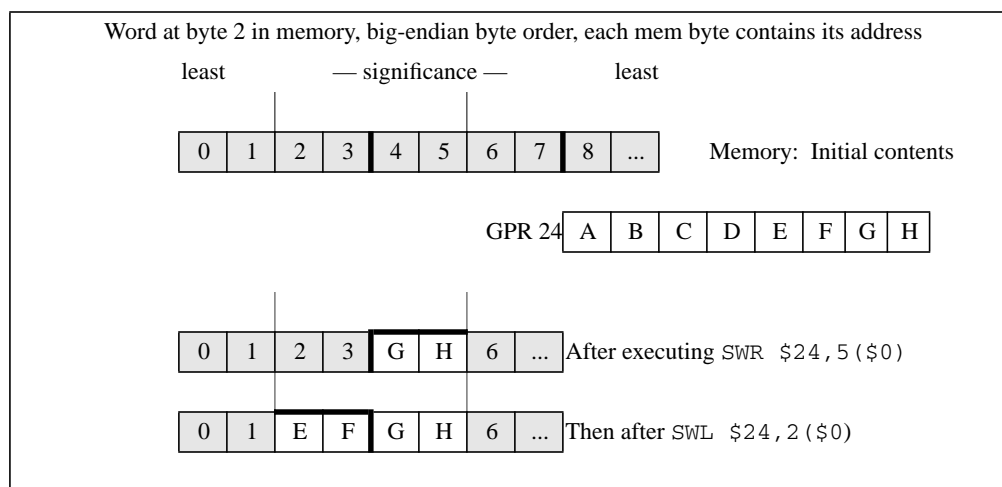 Word at byte 2 in memory, big-endian byte order, each mem byte contains its address
least — significance — least
0 1 2 3 4 5 6 7 8 ... Memory: Initial contents
GPR 24 A B C D E F G H
0 1 2 3 G H 6 ... After executing SWR $24,5($0)
0 1 E F G H 6 ... Then after SWL $24,2($0)